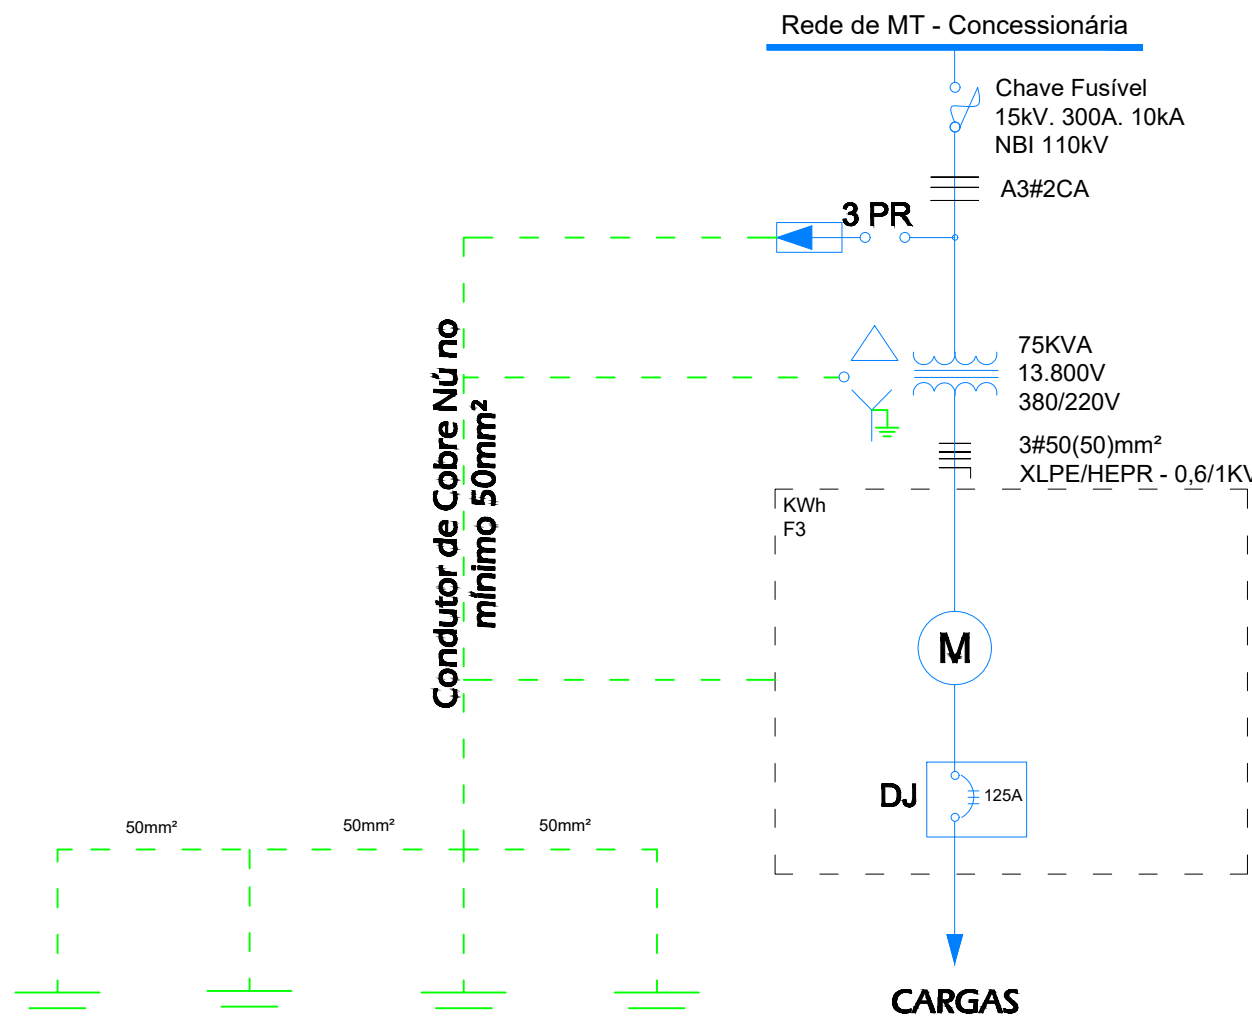 Rede de MT - Concessionária
Chave Fusível
15kV. 300A. 10kA
NBI 110kV
A3#2CA
3 PR
75KVA
13.800V
380/220V
3#50(50)mm²
XLPE/HEPR - 0,6/1KV
Condutor de Cobre Nú no
mínimo 50mm²
KWh
F3
M
DJ
125A
50mm²
50mm²
50mm²
CARGAS